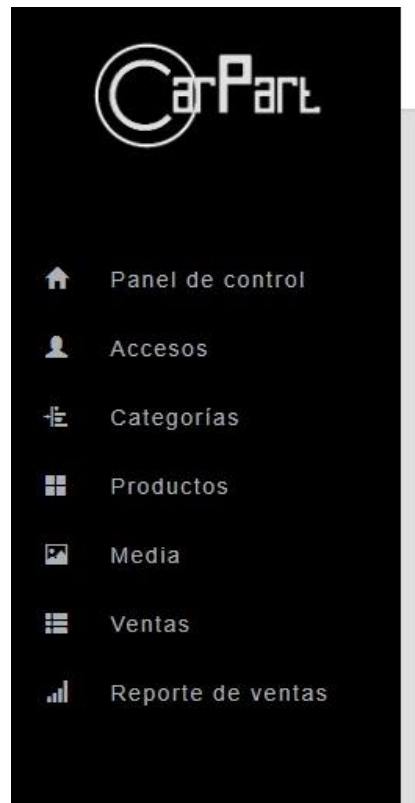 CarPart
Panel de control
Accesos
Categorías
Productos
Media
Ventas
Reporte de ventas